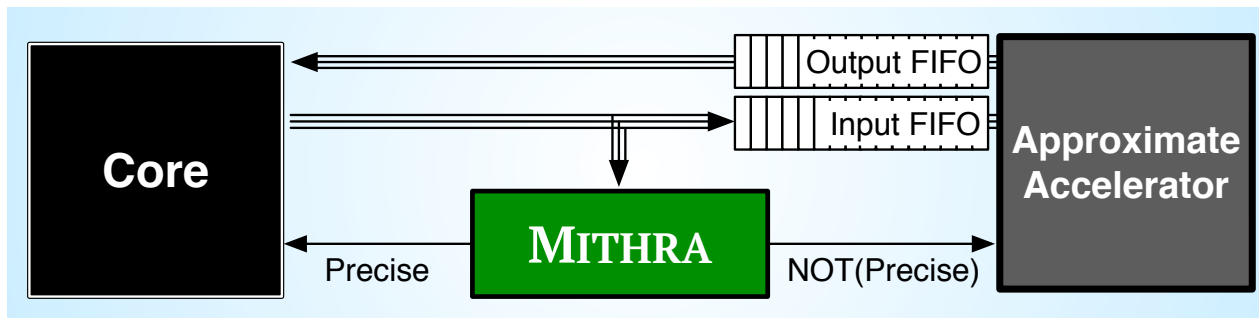 Output FIFO
Input FIFO
Core
Approximate
Accelerator
MITHRA
Precise
NOT(Precise)